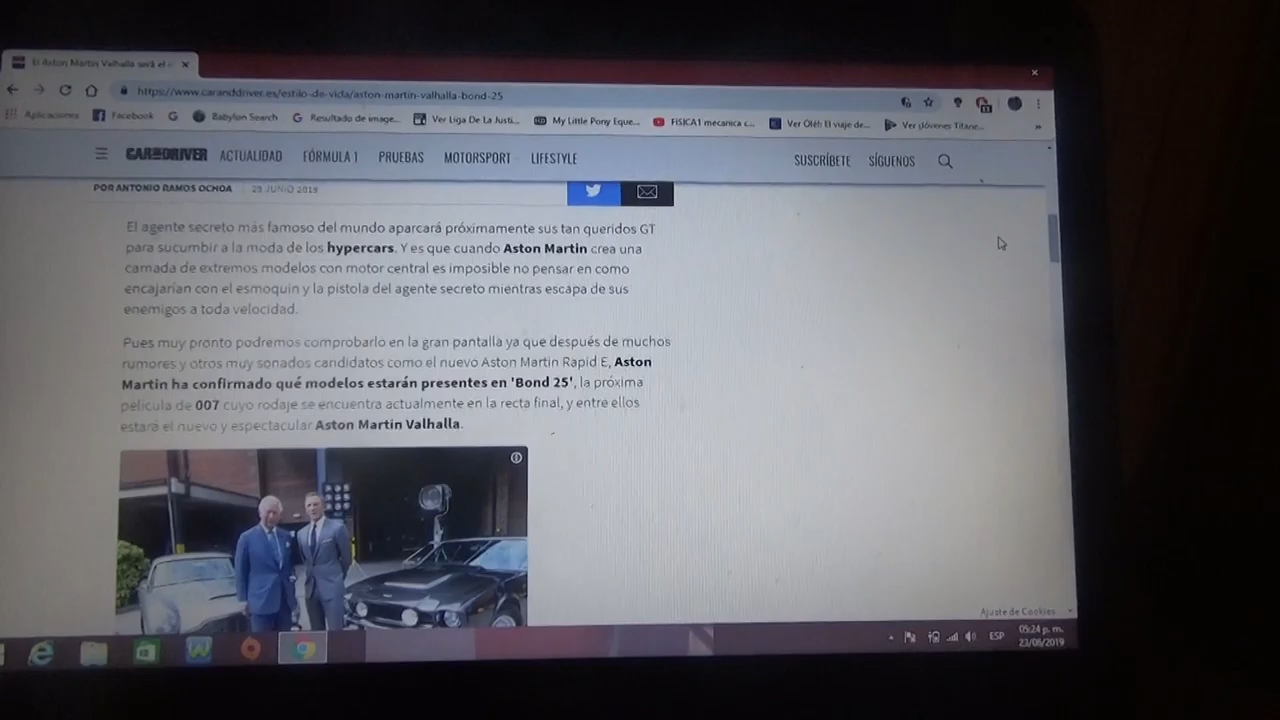 El Aston Martin Valhalla será el
https://www.caranddriver.es/estilo-de-vida/aston-martin-valhalla-bond-25
Aplicaciones Facebook Babylon Search Resultado de image... Ver Liga De La Justi... My Little Pony Eque... FISICA1 mecanica c... Ver Olé!: El viaje de... Ver Jóvenes Titane... »
CAR AND DRIVER ACTUALIDAD FÓRMULA 1 PRUEBAS MOTORSPORT LIFESTYLE SUSCRÍBETE SÍGUENOS
POR ANTONIO RAMOS OCHOA 23 JUNIO 2019
El agente secreto más famoso del mundo aparcará próximamente sus tan queridos GT
para sucumbir a la moda de los hypercars. Y es que cuando Aston Martin crea una
camada de extremos modelos con motor central es imposible no pensar en como
encajarían con el esmoquin y la pistola del agente secreto mientras escapa de sus
enemigos a toda velocidad.
Pues muy pronto podremos comprobarlo en la gran pantalla ya que después de muchos
rumores y otros muy sonados candidatos como el nuevo Aston Martin Rapid E, Aston
Martin ha confirmado qué modelos estarán presentes en 'Bond 25', la próxima
película de 007 cuyo rodaje se encuentra actualmente en la recta final, y entre ellos
estará el nuevo y espectacular Aston Martin Valhalla.
Ajuste de Cookies
ESP 05:24 p. m.
23/06/2019